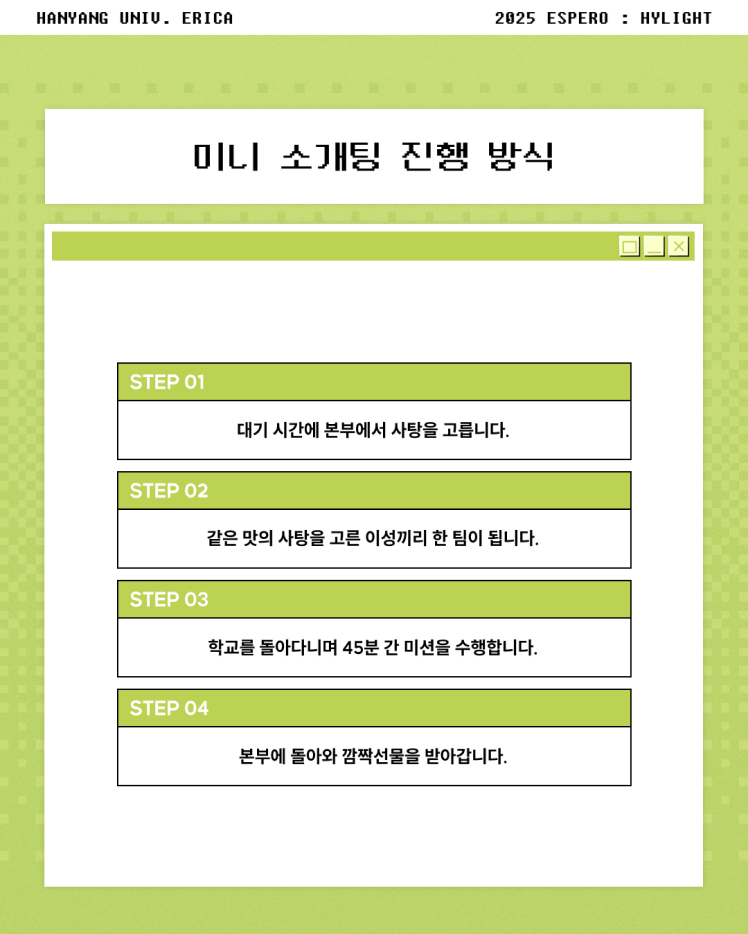 HANYANG UNIV. ERICA
2025 ESPERO : HYLIGHT
미니 소개팅 진행 방식
STEP 01
대기 시간에 본부에서 사탕을 고릅니다.
STEP 02
같은 맛의 사탕을 고른 이성끼리 한 팀이 됩니다.
STEP 03
학교를 돌아다니며 45분 간 미션을 수행합니다.
STEP 04
본부에 돌아와 깜짝선물을 받아갑니다.